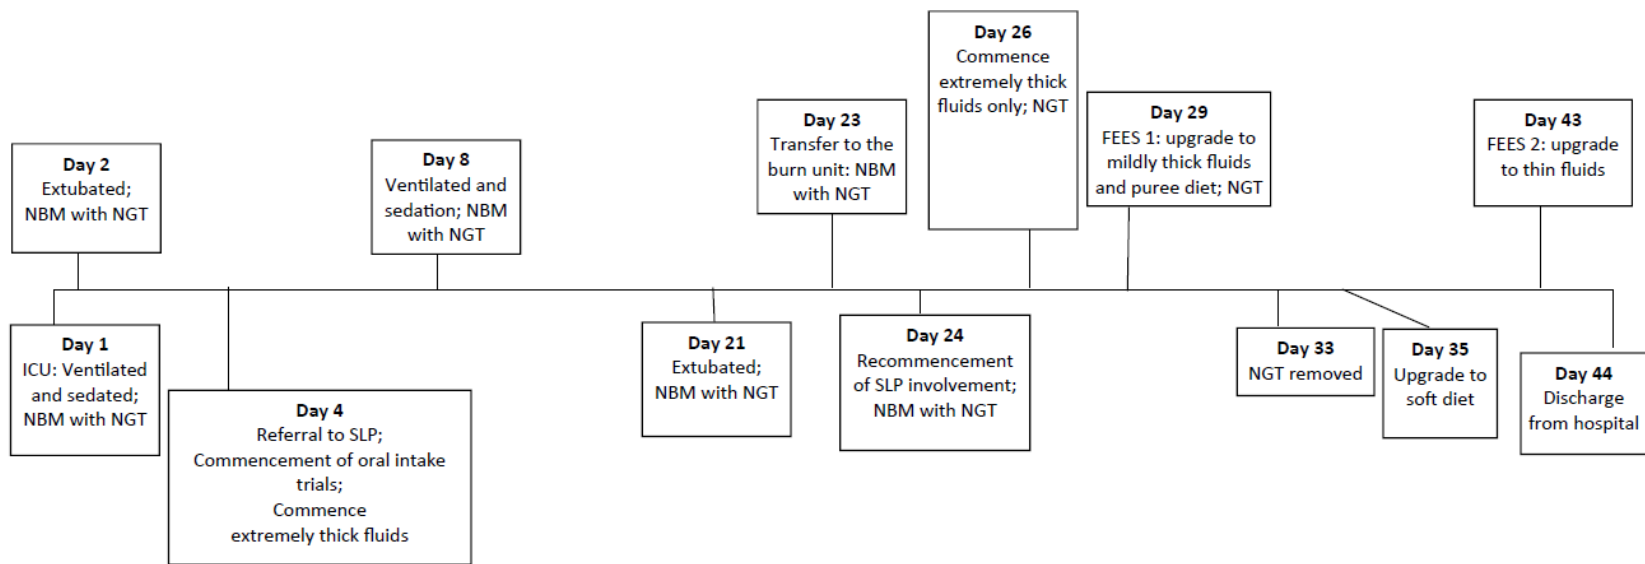 Day 1
ICU: Ventilated
and sedated;
NBM with NGT
Day 2
Extubated;
NBM with NGT
Day 4
Referral to SLP;
Commencement of oral intake
trials;
Commence
extremely thick fluids
Day 8
Ventilated and
sedation; NBM
with NGT
Day 21
Extubated;
NBM with NGT
Day 23
Transfer to the
burn unit: NBM
with NGT
Day 24
Recommencement
of SLP involvement;
NBM with NGT
Day 26
Commence
extremely thick
fluids only; NGT
Day 29
FEES 1: upgrade to
mildly thick fluids
and puree diet; NGT
Day 33
NGT removed
Day 35
Upgrade to
soft diet
Day 43
FEES 2: upgrade
to thin fluids
Day 44
Discharge
from hospital